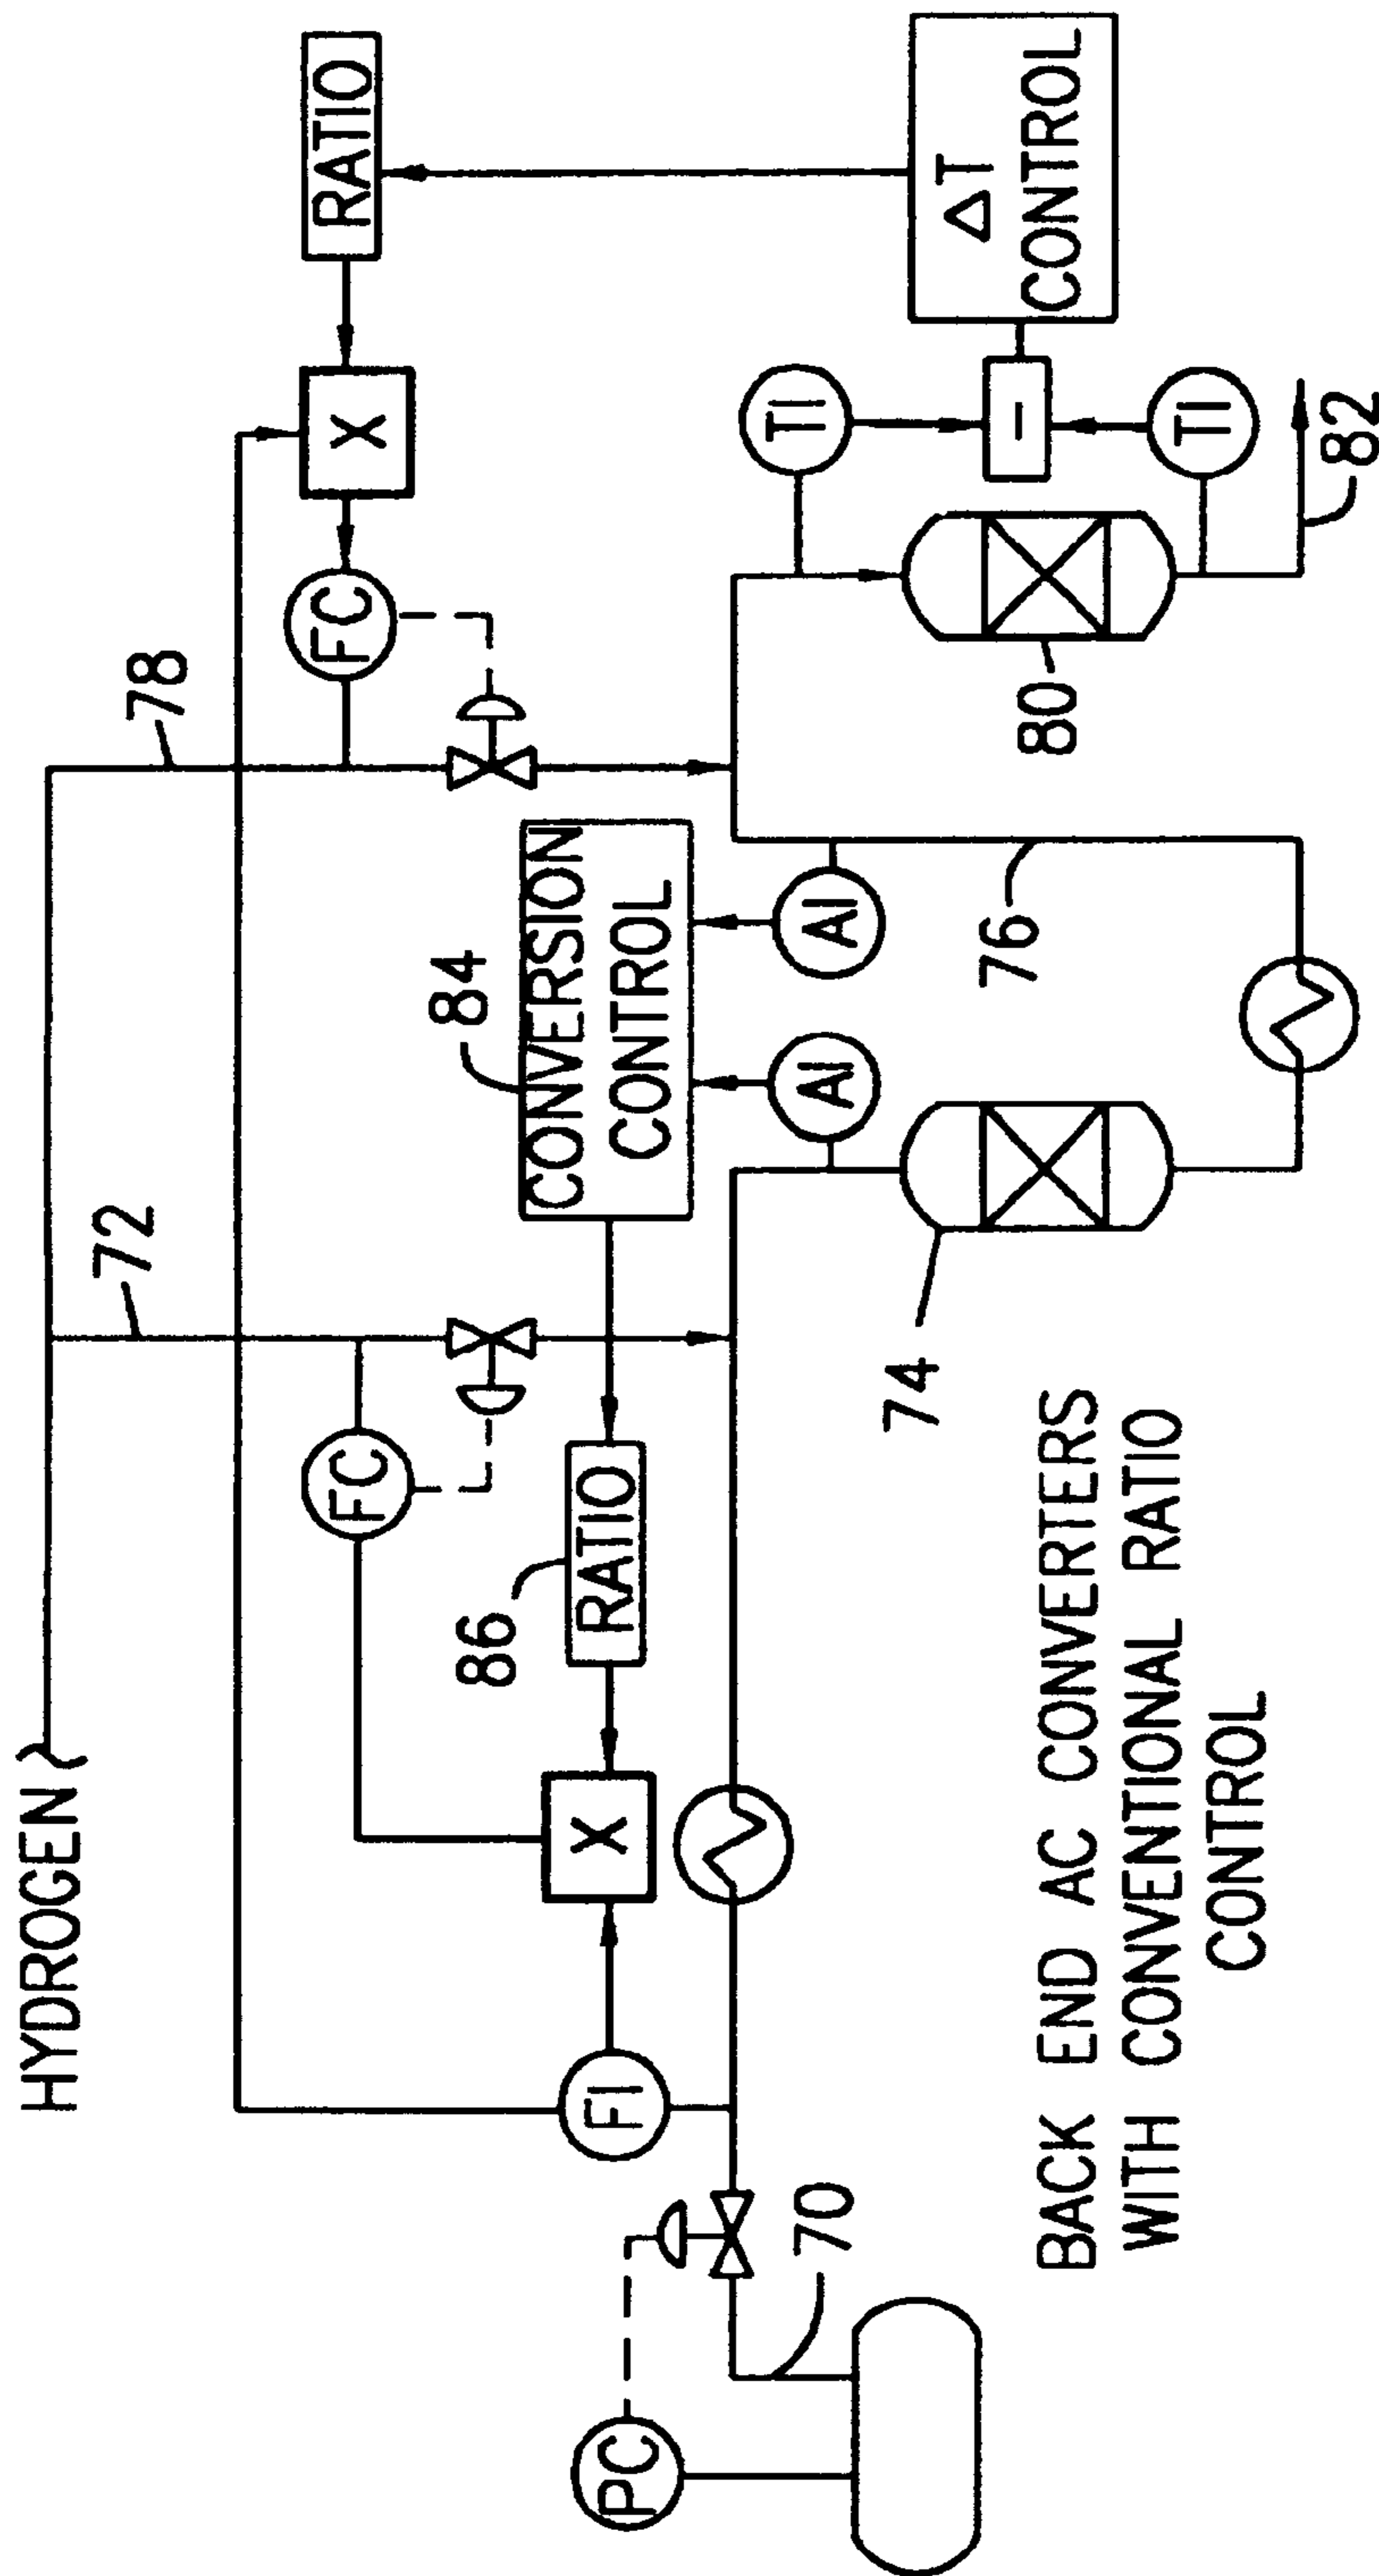 HYDROGEN
72
78
RATIO
X
FC
FC
84
CONVERSION
CONTROL
86
RATIO
X
FI
AI
AI
TI
TI
-
ΔT
CONTROL
PC
70
74
76
80
82
BACK END AC CONVERTERS
WITH CONVENTIONAL RATIO
CONTROL